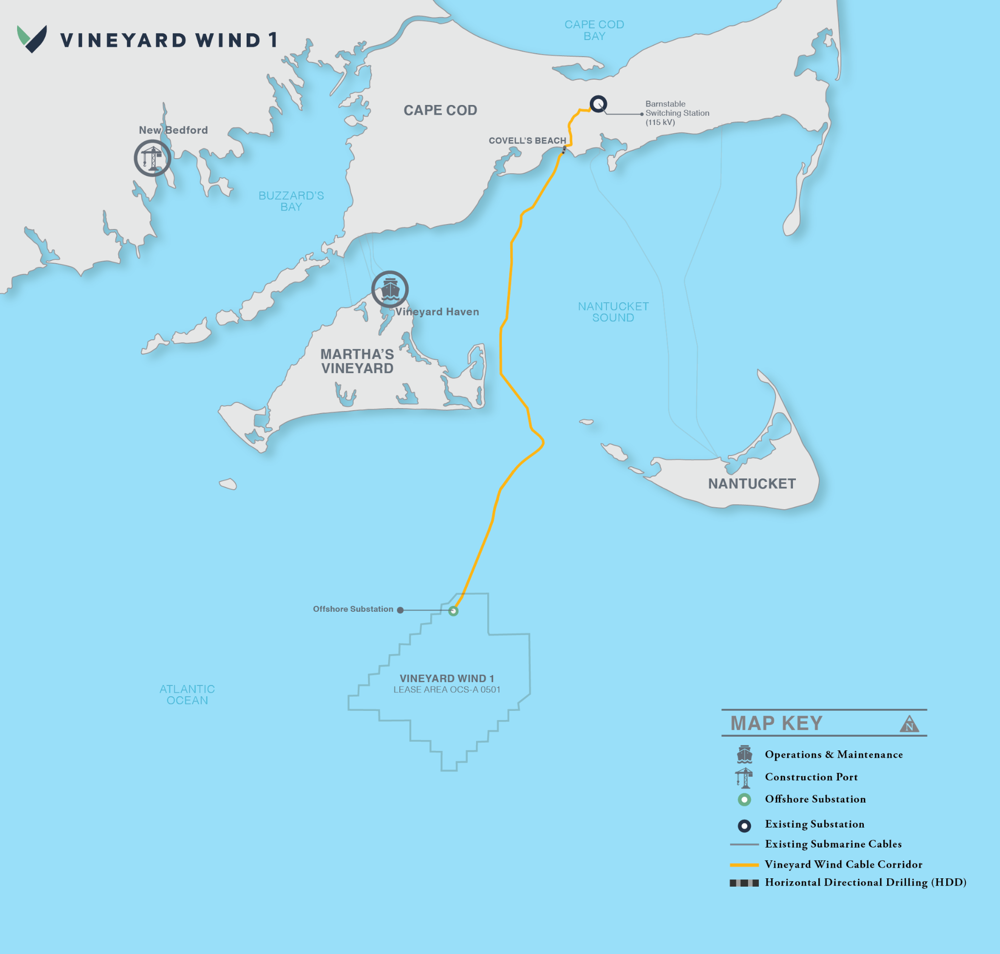 VINEYARD WIND 1
CAPE COD
BAY
CAPE COD
Barnstable
Switching Station
(115 kV)
New Bedford
COVELL'S BEACH
BUZZARD'S
BAY
NANTUCKET
SOUND
Vineyard Haven
MARTHA'S
VINEYARD
NANTUCKET
Offshore Substation
VINEYARD WIND 1
LEASE AREA OCS-A 0501
ATLANTIC
OCEAN
MAP KEY
N
Operations & Maintenance
Construction Port
Offshore Substation
Existing Substation
Existing Submarine Cables
Vineyard Wind Cable Corridor
Horizontal Directional Drilling (HDD)